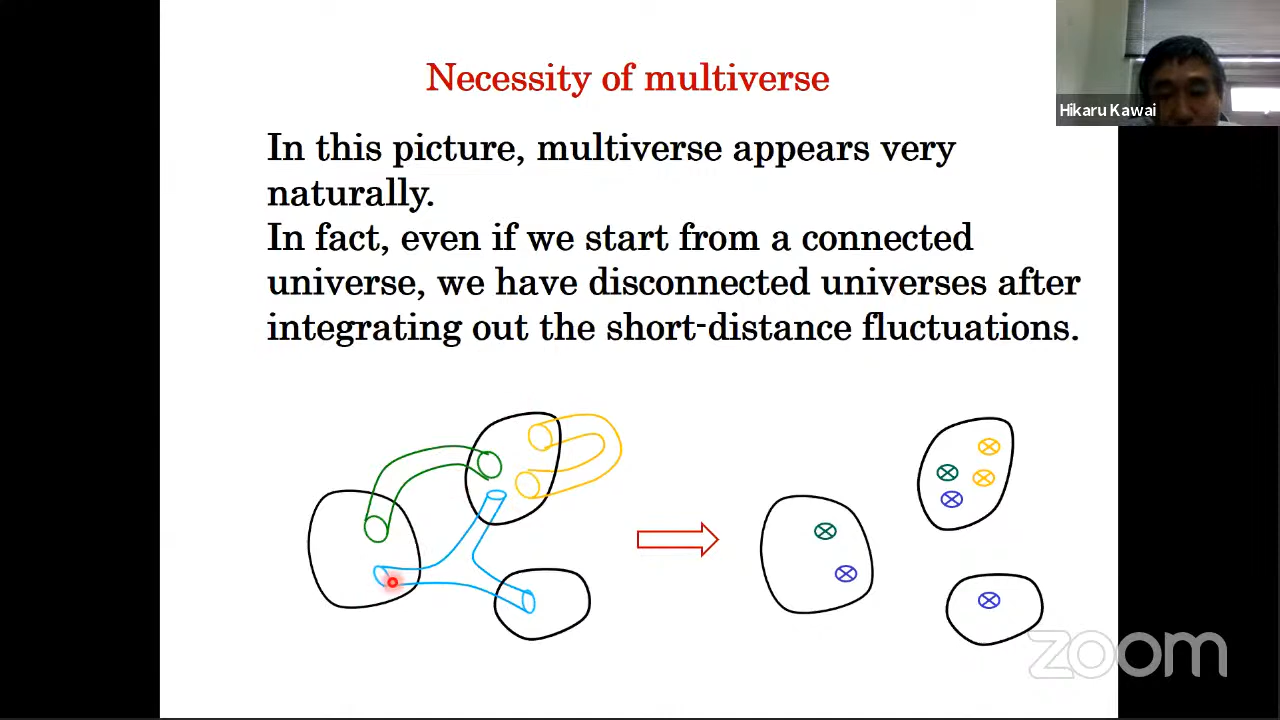 Necessity of multiverse
Hikaru Kawai
In this picture, multiverse appears very
naturally.
In fact, even if we start from a connected
universe, we have disconnected universes after
integrating out the short-distance fluctuations.
zoom